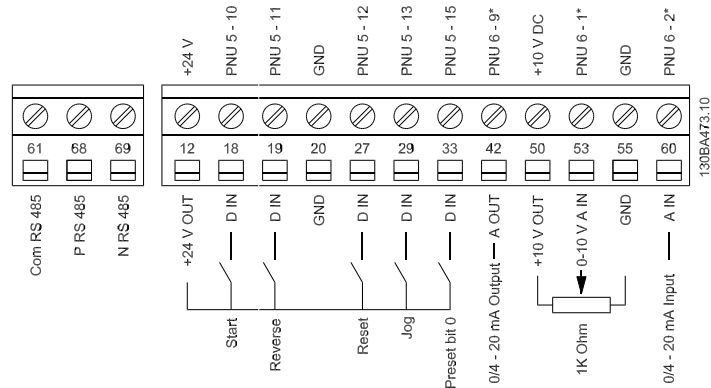 +24 V
PNU 5 - 10
PNU 5 - 11
GND
PNU 5 - 12
PNU 5 - 13
PNU 5 - 15
PNU 6 - 9*
+10 V DC
PNU 6 - 1*
GND
PNU 6 - 2*
61 68 69
12 18 19 20 27 29 33 42 50 53 55 60
Com RS 485
P RS 485
N RS 485
+24 V OUT
D IN
D IN
GND
D IN
D IN
D IN
0/4 - 20 mA Output — A OUT
+10 V OUT
0-10 V A IN
GND
0/4 - 20 mA Input — A IN
Start
Reverse
Reset
Jog
Preset bit 0
1K Ohm
130BA473.10